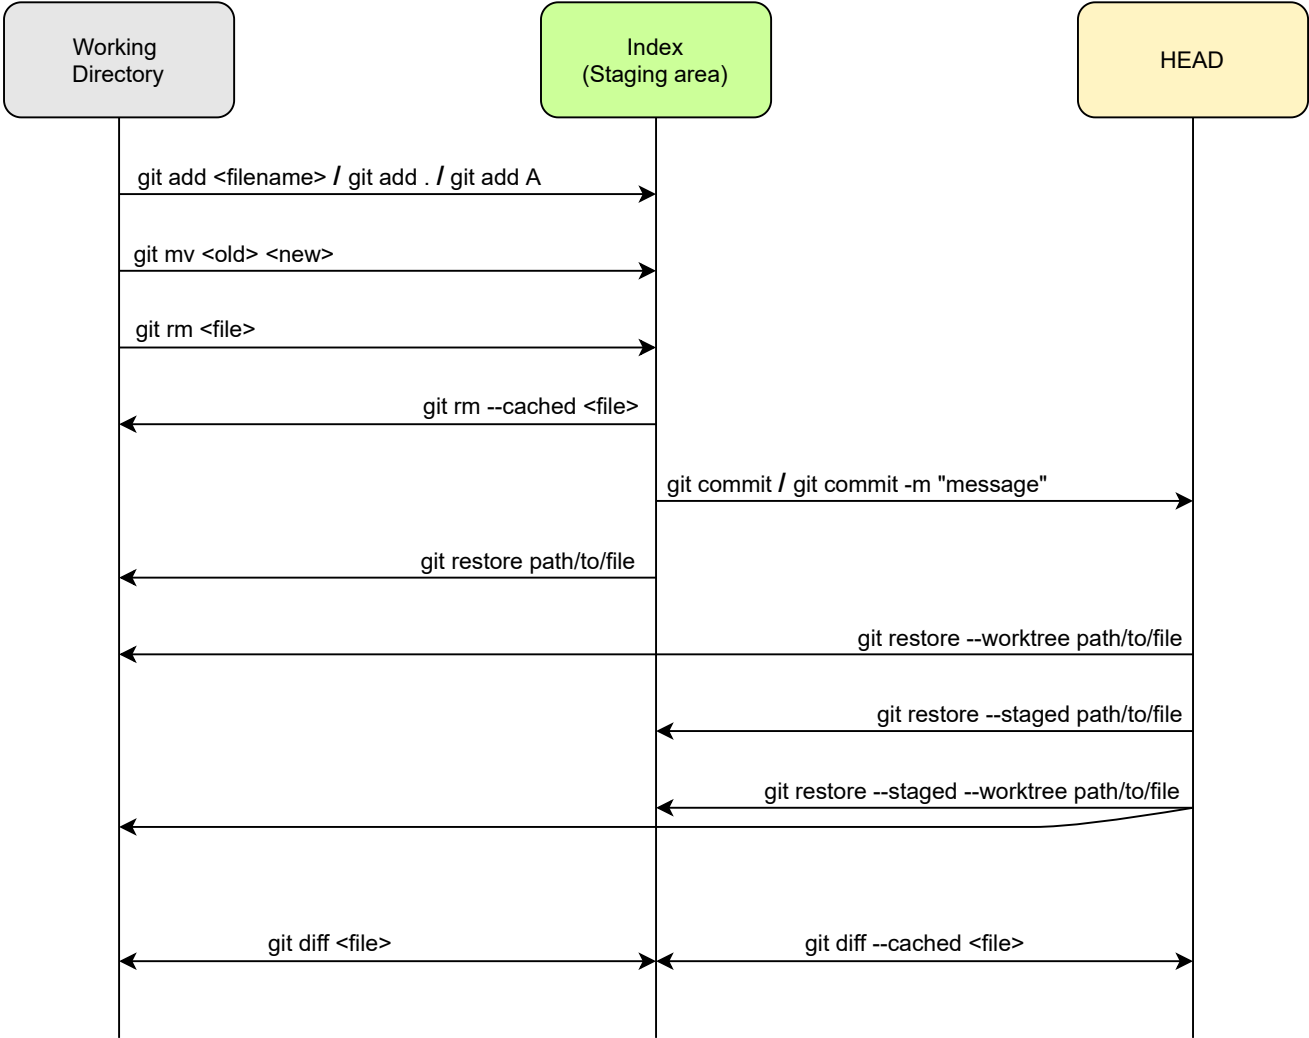 Working
Directory
Index
(Staging area)
HEAD
git add <filename> / git add . / git add A
git mv <old> <new>
git rm <file>
git rm --cached <file>
git commit / git commit -m "message"
git restore path/to/file
git restore --worktree path/to/file
git restore --staged path/to/file
git restore --staged --worktree path/to/file
git diff <file>
git diff --cached <file>